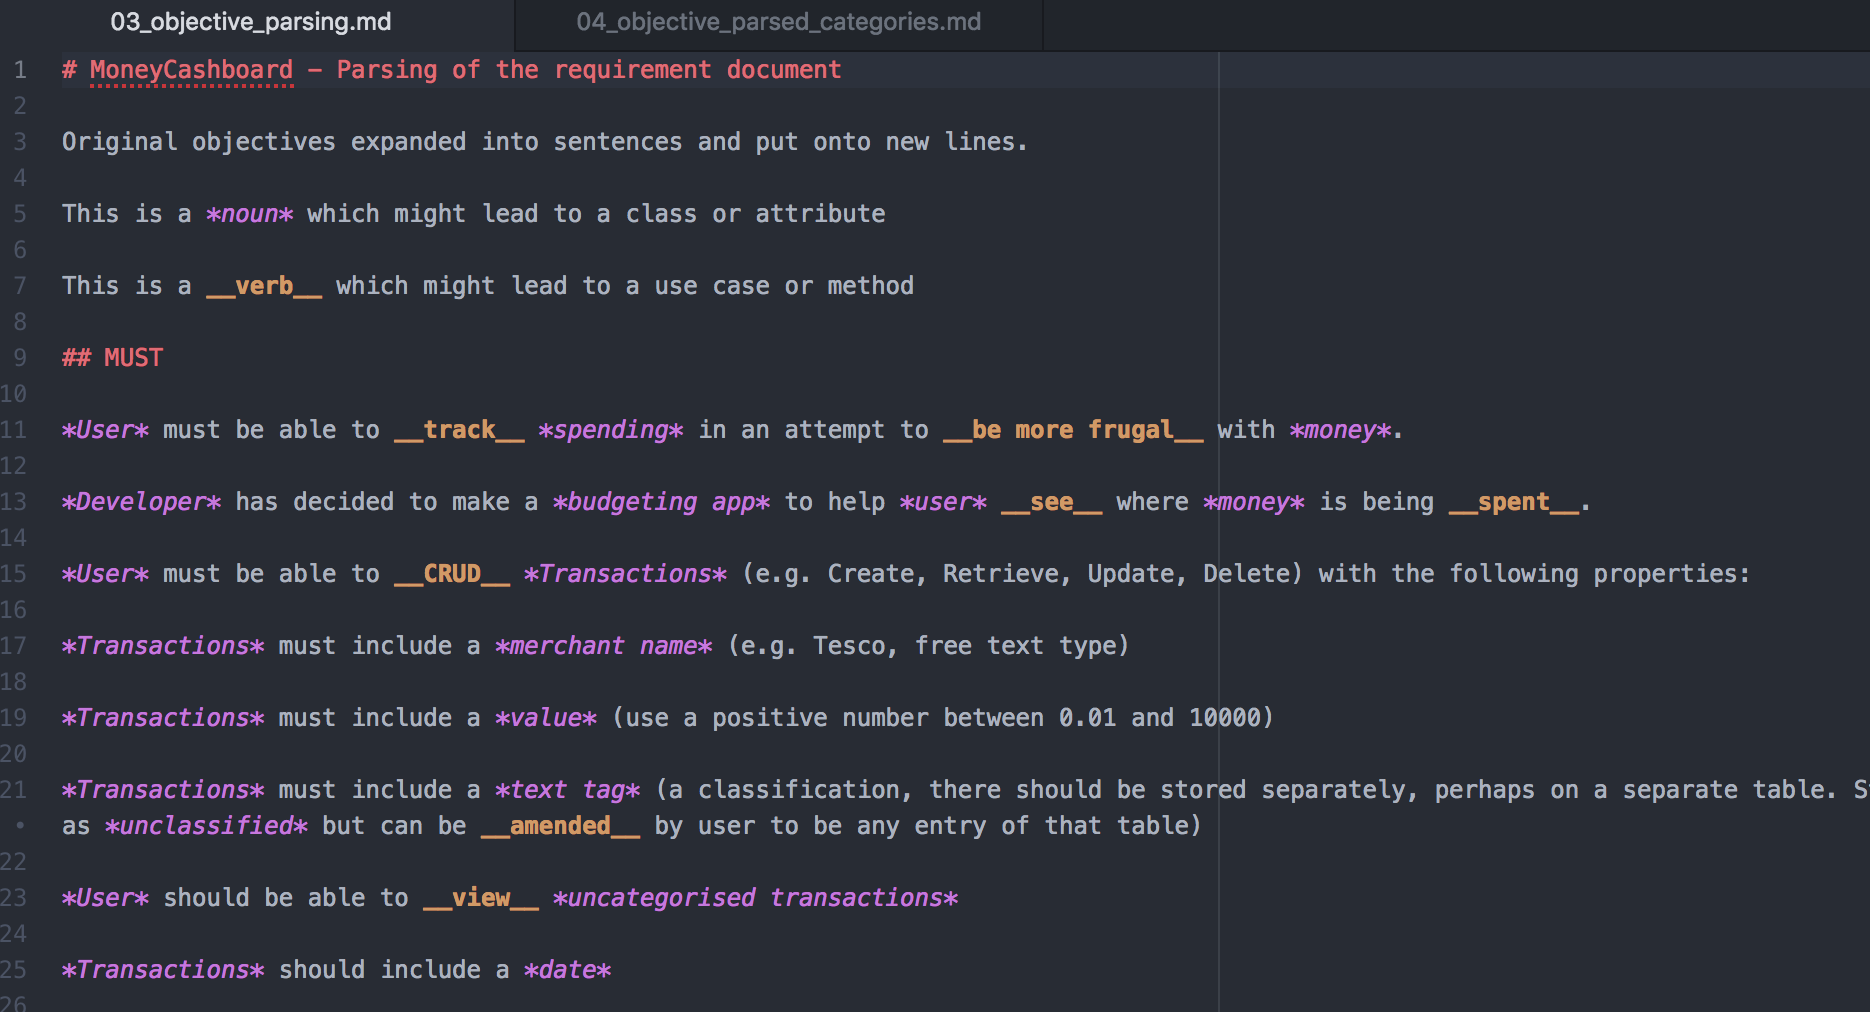 03_objective_parsing.md
04_objective_parsed_categories.md
1 # MoneyCashboard – Parsing of the requirement document
2
3 Original objectives expanded into sentences and put onto new lines.
4
5 This is a *noun* which might lead to a class or attribute
6
7 This is a __verb__ which might lead to a use case or method
8
9 ## MUST
10
11 *User* must be able to __track__ *spending* in an attempt to __be more frugal__ with *money*.
12
13 *Developer* has decided to make a *budgeting app* to help *user* __see__ where *money* is being __spent__.
14
15 *User* must be able to __CRUD__ *Transactions* (e.g. Create, Retrieve, Update, Delete) with the following properties:
16
17 *Transactions* must include a *merchant name* (e.g. Tesco, free text type)
18
19 *Transactions* must include a *value* (use a positive number between 0.01 and 10000)
20
21 *Transactions* must include a *text tag* (a classification, there should be stored separately, perhaps on a separate table.
• as *unclassified* but can be __amended__ by user to be any entry of that table)
22
23 *User* should be able to __view__ *uncategorised transactions*
24
25 *Transactions* should include a *date*
26